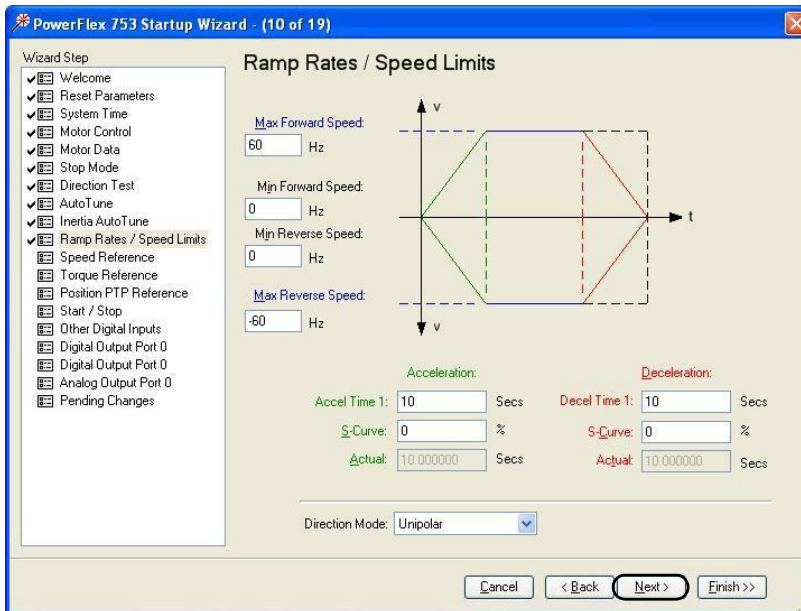 PowerFlex 753 Startup Wizard - (10 of 19)
Wizard Step
Welcome
Reset Parameters
System Time
Motor Control
Motor Data
Stop Mode
Direction Test
AutoTune
Inertia AutoTune
Ramp Rates / Speed Limits
Speed Reference
Torque Reference
Position PTP Reference
Start / Stop
Other Digital Inputs
Digital Output Port 0
Digital Output Port 0
Analog Output Port 0
Pending Changes
Ramp Rates / Speed Limits
Max Forward Speed:
60 Hz
Min Forward Speed:
0 Hz
Min Reverse Speed:
0 Hz
Max Reverse Speed:
-60 Hz
v
t
v
Acceleration:
Accel Time 1: 10 Secs
S-Curve: 0 %
Actual: 10.000000 Secs
Deceleration:
Decel Time 1: 10 Secs
S-Curve: 0 %
Actual: 10.000000 Secs
Direction Mode: Unipolar
Cancel < Back Next > Finish >>